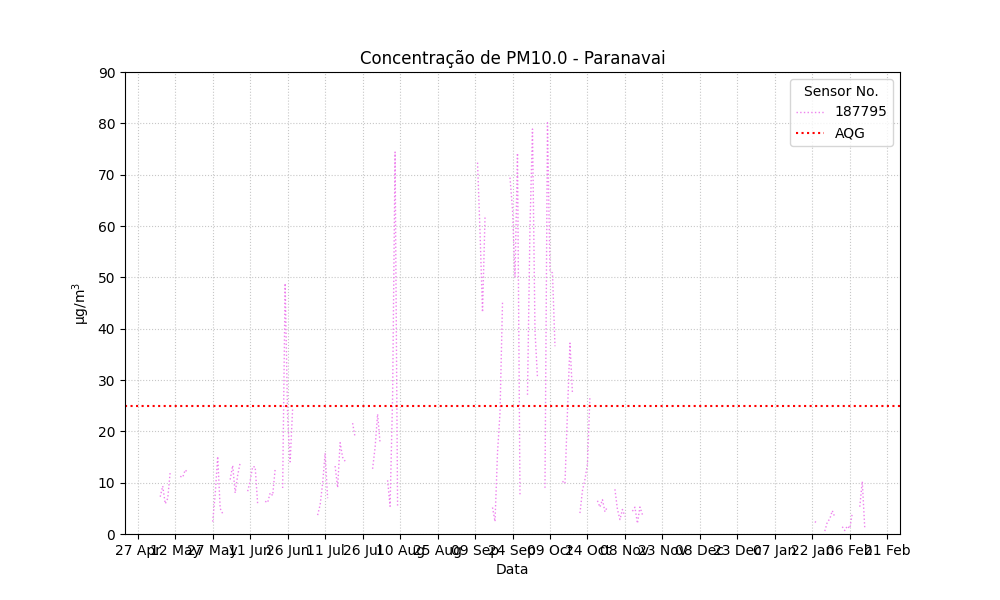 Concentração de PM10.0 - Paranavai
Sensor No.
187795
AQG
90
80
70
60
50
40
30
20
10
0
µg/m³
27 Apr 12 May 27 May 11 Jun 26 Jun 11 Jul 26 Jul 10 Aug 25 Aug 09 Sep 24 Sep 09 Oct 24 Oct 08 Nov 23 Nov 08 Dec 23 Dec 07 Jan 22 Jan 06 Feb 21 Feb
Data